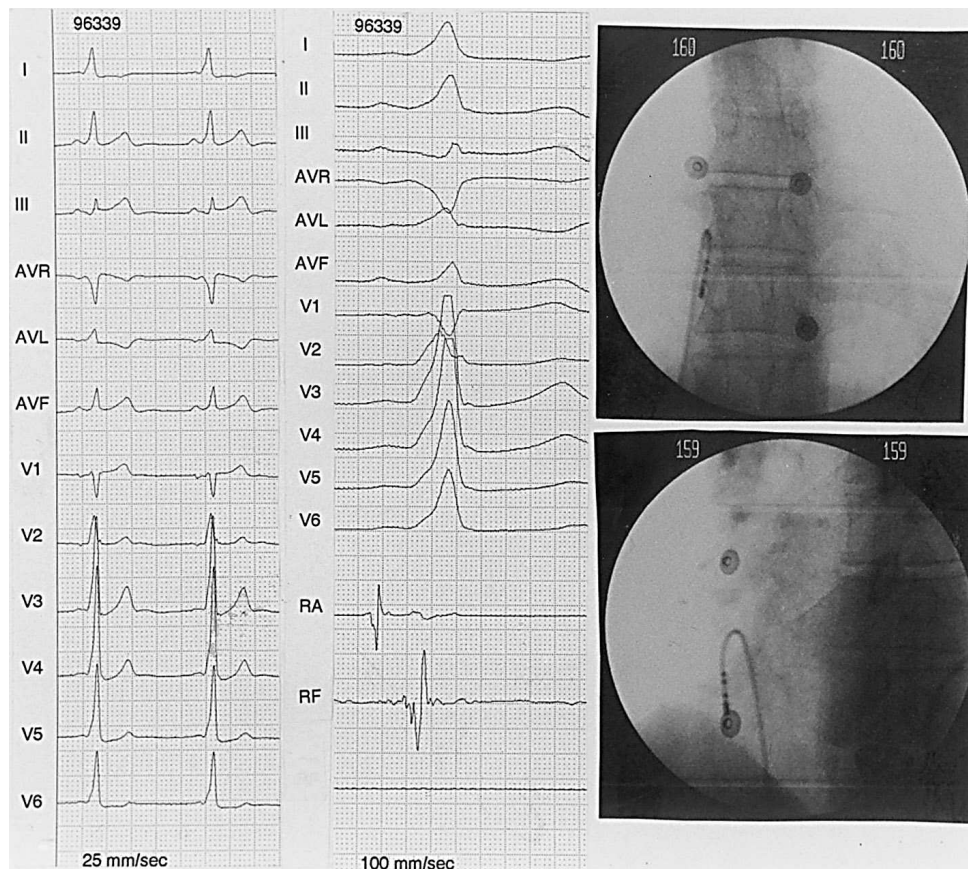 96339
I
II
III
AVR
AVL
AVF
V1
V2
V3
V4
V5
V6
25 mm/sec
96339
I
II
III
AVR
AVL
AVF
V1
V2
V3
V4
V5
V6
RA
RF
100 mm/sec
160 160
159 159